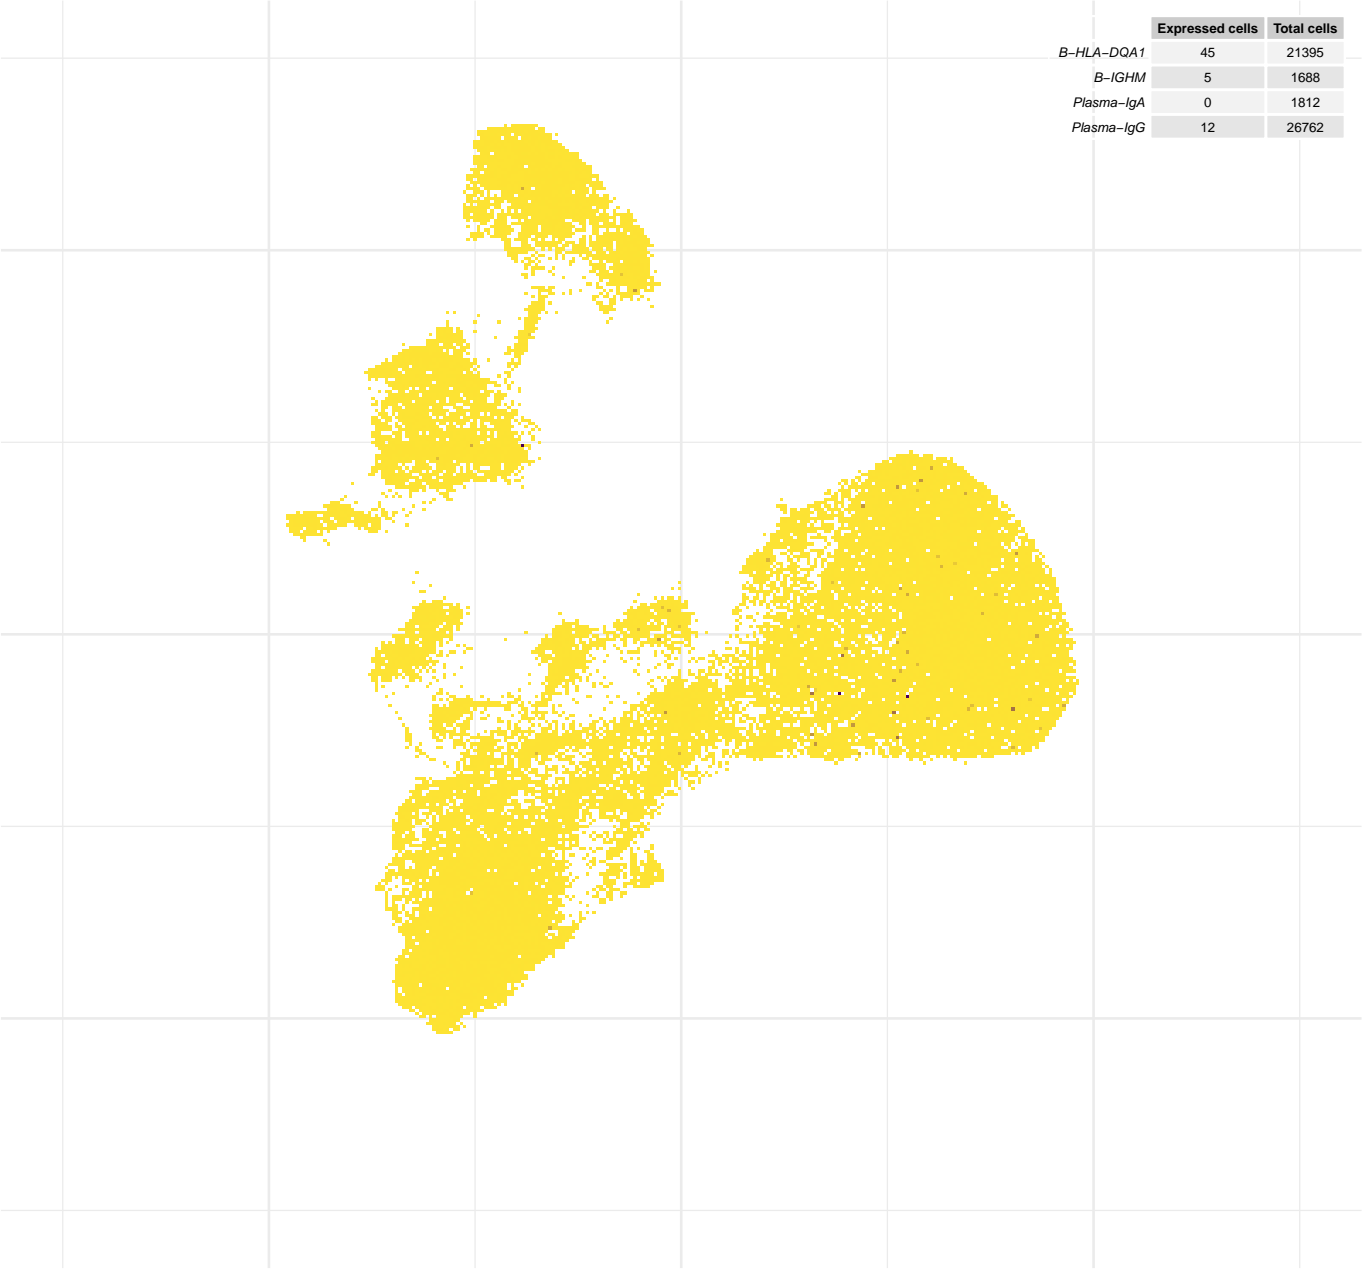 Expressed cells Total cells
B−HLA−DQA1 45 21395
B−IGHM 5 1688
Plasma−IgA 0 1812
Plasma−IgG 12 26762